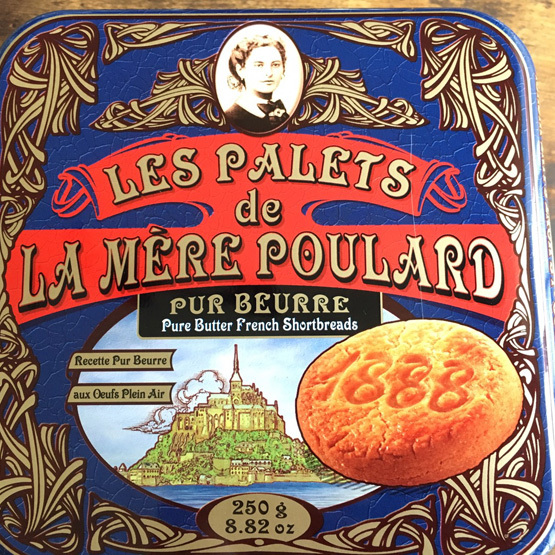 LES PALETS
de
LA MÈRE POULARD
PUR BEURRE
Pure Butter French Shortbreads
Recette Pur Beurre
aux Oeufs Plein Air
1888
250 g
8.82 oz